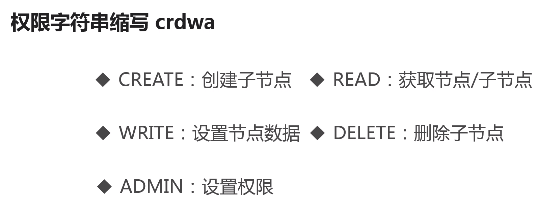 权限字符串缩写 crdwa
◆ CREATE：创建子节点 ◆ READ：获取节点/子节点
◆ WRITE：设置节点数据 ◆ DELETE：删除子节点
◆ ADMIN：设置权限